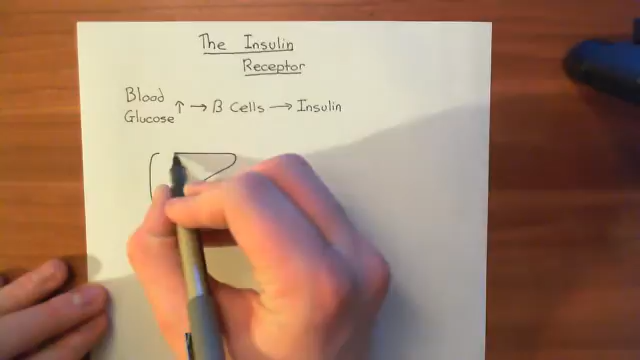 The Insulin
Receptor
Blood
Glucose ↑ → β Cells → Insulin